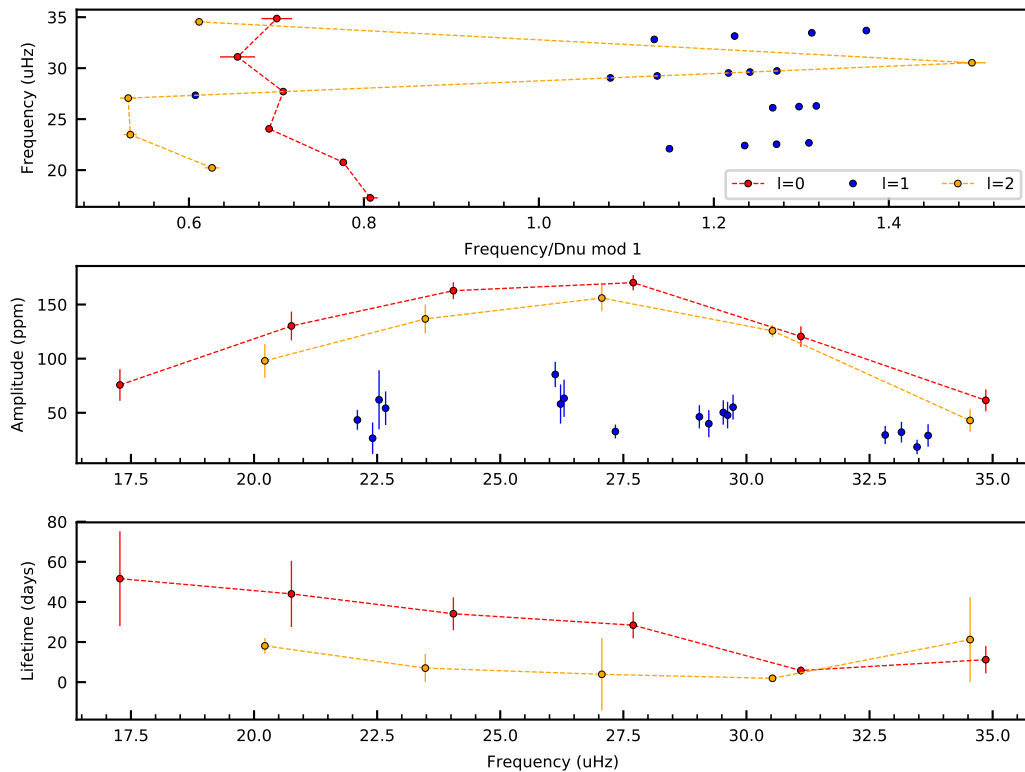 35
30
25
20
Frequency (uHz)
l=0 l=1 l=2
0.6 0.8 1.0 1.2 1.4
Frequency/Dnu mod 1
150
100
50
Amplitude (ppm)
17.5 20.0 22.5 25.0 27.5 30.0 32.5 35.0
80
60
40
20
0
Lifetime (days)
17.5 20.0 22.5 25.0 27.5 30.0 32.5 35.0
Frequency (uHz)